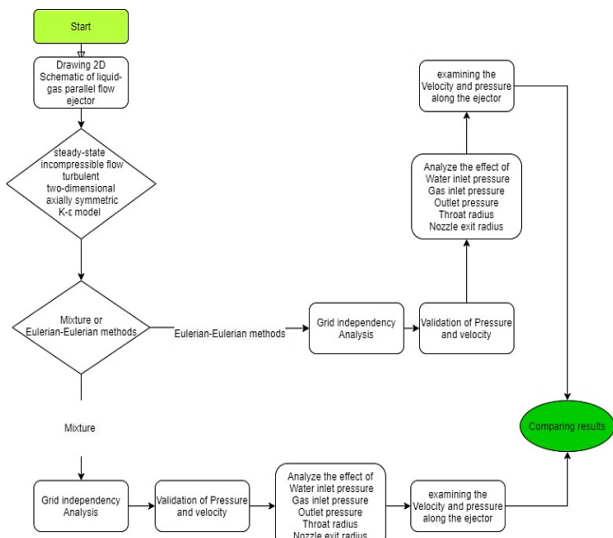 Start
Drawing 2D
Schematic of liquid-
gas parallel flow
ejector
steady-state
incompressible flow
turbulent
two-dimensional
axially symmetric
K-ε model
Mixture or
Eulerian-Eulerian methods
Eulerian-Eulerian methods
Grid independency
Analysis
Validation of Pressure
and velocity
Analyze the effect of
Water inlet pressure
Gas inlet pressure
Outlet pressure
Throat radius
Nozzle exit radius
examining the
Velocity and pressure
along the ejector
Mixture
Grid independency
Analysis
Validation of Pressure
and velocity
Analyze the effect of
Water inlet pressure
Gas inlet pressure
Outlet pressure
Throat radius
Nozzle exit radius
examining the
Velocity and pressure
along the ejector
Comparing results